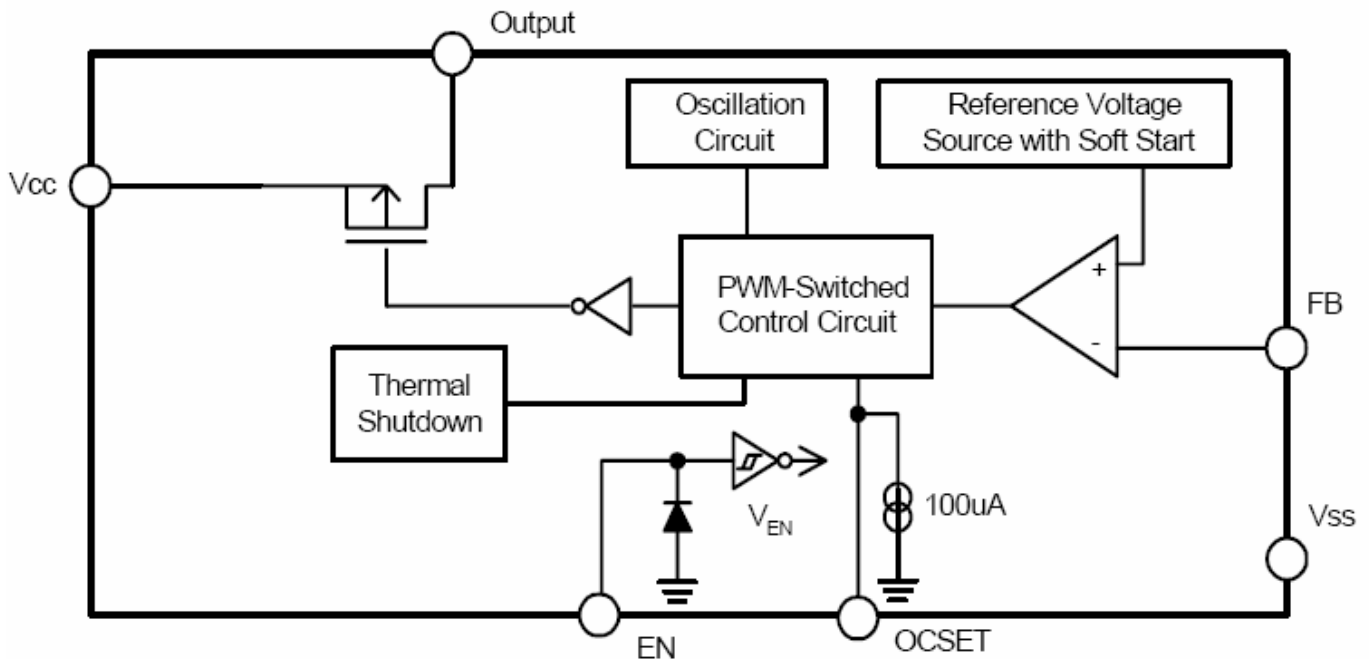 Output
Oscillation
Circuit
Reference Voltage
Source with Soft Start
Vcc
+
PWM-Switched
Control Circuit
-
FB
Thermal
Shutdown
VEN
100uA
Vss
EN
OCSET